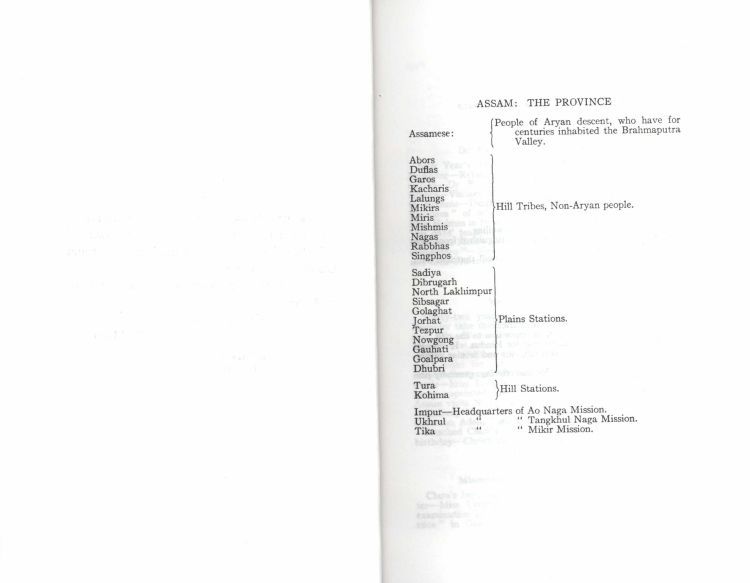 ASSAM: THE PROVINCE
Assamese: People of Aryan descent, who have for
centuries inhabited the Brahmaputra
Valley.
Abors
Duflas
Garos
Kacharis
Lalungs
Mikirs
Miris
Mishmis
Nagas
Rabbhas
Singphos
Hill Tribes, Non-Aryan people.
Sadiya
Dibrugarh
North Lakhimpur
Sibsagar
Golaghat
Jorhat
Tezpur
Nowgong
Gauhati
Goalpara
Dhubri
Plains Stations.
Tura
Kohima
Hill Stations.
Impur—Headquarters of Ao Naga Mission.
Ukhrul " " Tangkhul Naga Mission.
Tika " " Mikir Mission.